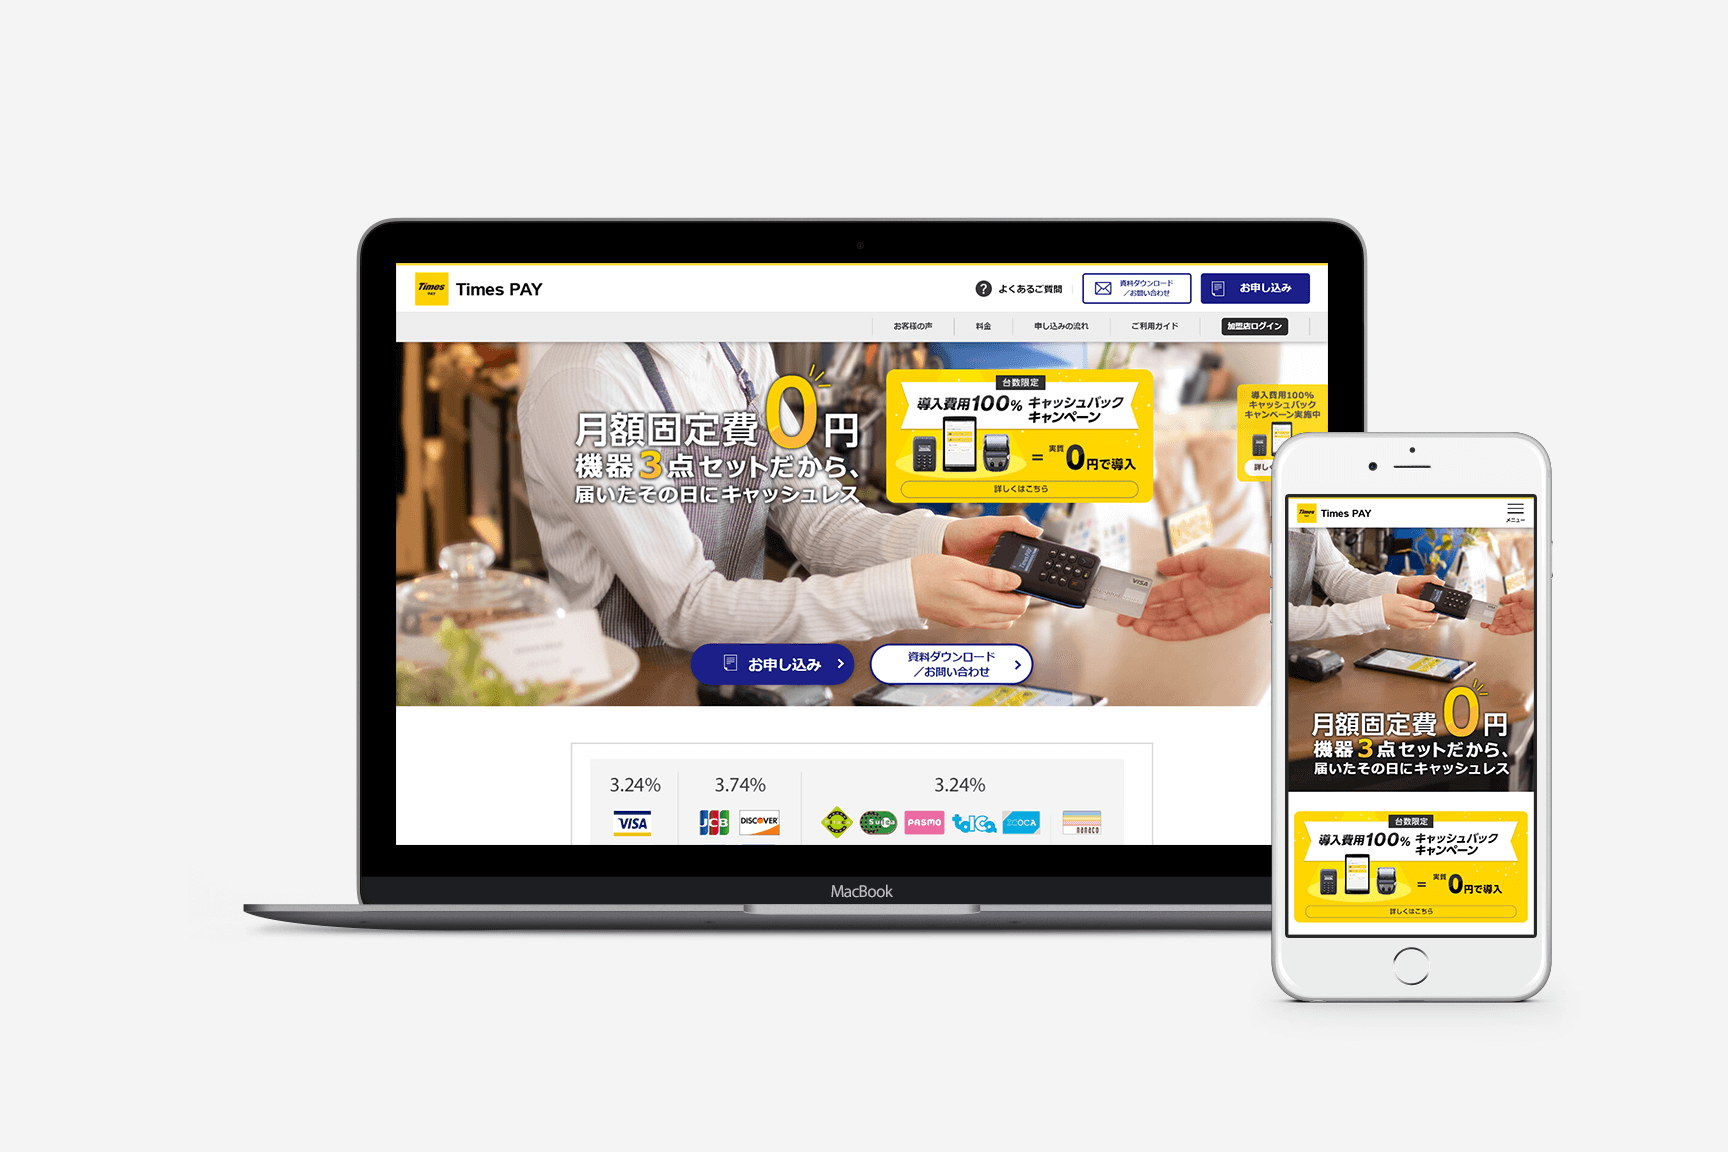 Times
PAY
Times PAY
?
よくあるご質問
資料ダウンロード
／お問い合わせ
お申し込み
お客様の声
料金
申し込みの流れ
ご利用ガイド
加盟店ログイン
月額固定費0円
機器3点セットだから、
届いたその日にキャッシュレス
台数限定
導入費用100% キャッシュバック
キャンペーン
=
実質0円で導入
詳しくはこちら
導入費用100%
キャッシュバック
キャンペーン実施中
詳しく
VISA
お申し込み
資料ダウンロード
／お問い合わせ
3.24%
3.74%
3.24%
VISA
JCB
DISCOVER
Suica
PASMO
toica
ICOCA
nanaco
MacBook
Times
PAY
Times PAY
メニュー
月額固定費0円
機器3点セットだから、
届いたその日にキャッシュレス
台数限定
導入費用100% キャッシュバック
キャンペーン
=
実質0円で導入
詳しくはこちら